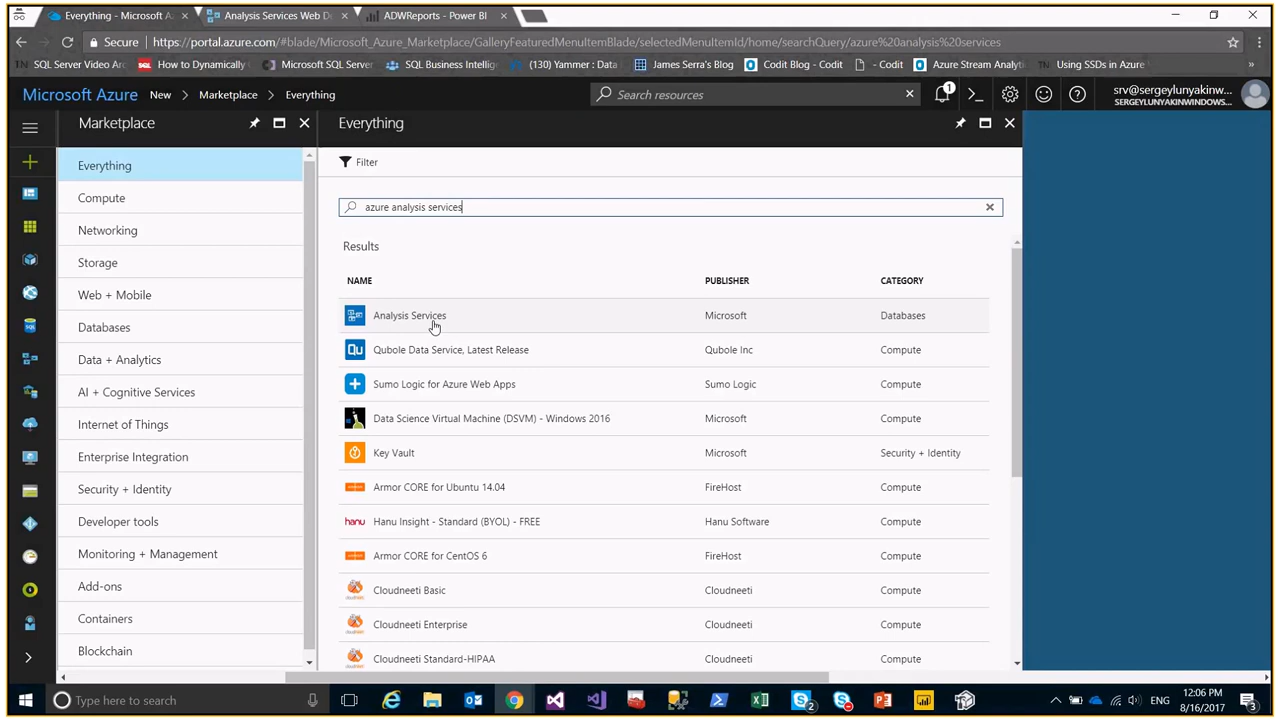 Everything - Microsoft A
Analysis Services Web D
ADWReports - Power BI
Secure
https://portal.azure.com/#blade/Microsoft_Azure_Marketplace/GalleryFeaturedMenuItemBlade/selectedMenuItemId/home/searchQuery/azure%20analysis%20services
SQL Server Video Ar
How to Dynamically
Microsoft SQL Server
SQL Business Intellig
(130) Yammer : Data
James Serra's Blog
Codit Blog - Codit
- Codit
Azure Stream Analyt
Using SSDs in Azure
»
Microsoft Azure
New > Marketplace > Everything
Search resources
1
srv@sergeylunyakinw...
SERGEYLUNYAKINWINDOWS...
Marketplace
Everything
Compute
Networking
Storage
Web + Mobile
Databases
Data + Analytics
AI + Cognitive Services
Internet of Things
Enterprise Integration
Security + Identity
Developer tools
Monitoring + Management
Add-ons
Containers
Blockchain
Everything
Filter
azure analysis services
Results
NAME PUBLISHER CATEGORY
Analysis Services Microsoft Databases
Qu Qubole Data Service, Latest Release Qubole Inc Compute
Sumo Logic for Azure Web Apps Sumo Logic Compute
Data Science Virtual Machine (DSVM) - Windows 2016 Microsoft Compute
Key Vault Microsoft Security + Identity
Armor CORE for Ubuntu 14.04 FireHost Compute
hanu Hanu Insight - Standard (BYOL) - FREE Hanu Software Compute
Armor CORE for CentOS 6 FireHost Compute
Cloudneeti Basic Cloudneeti Compute
Cloudneeti Enterprise Cloudneeti Compute
Cloudneeti Standard-HIPAA Cloudneeti Compute
Type here to search
2
ENG
12:06 PM
8/16/2017
3